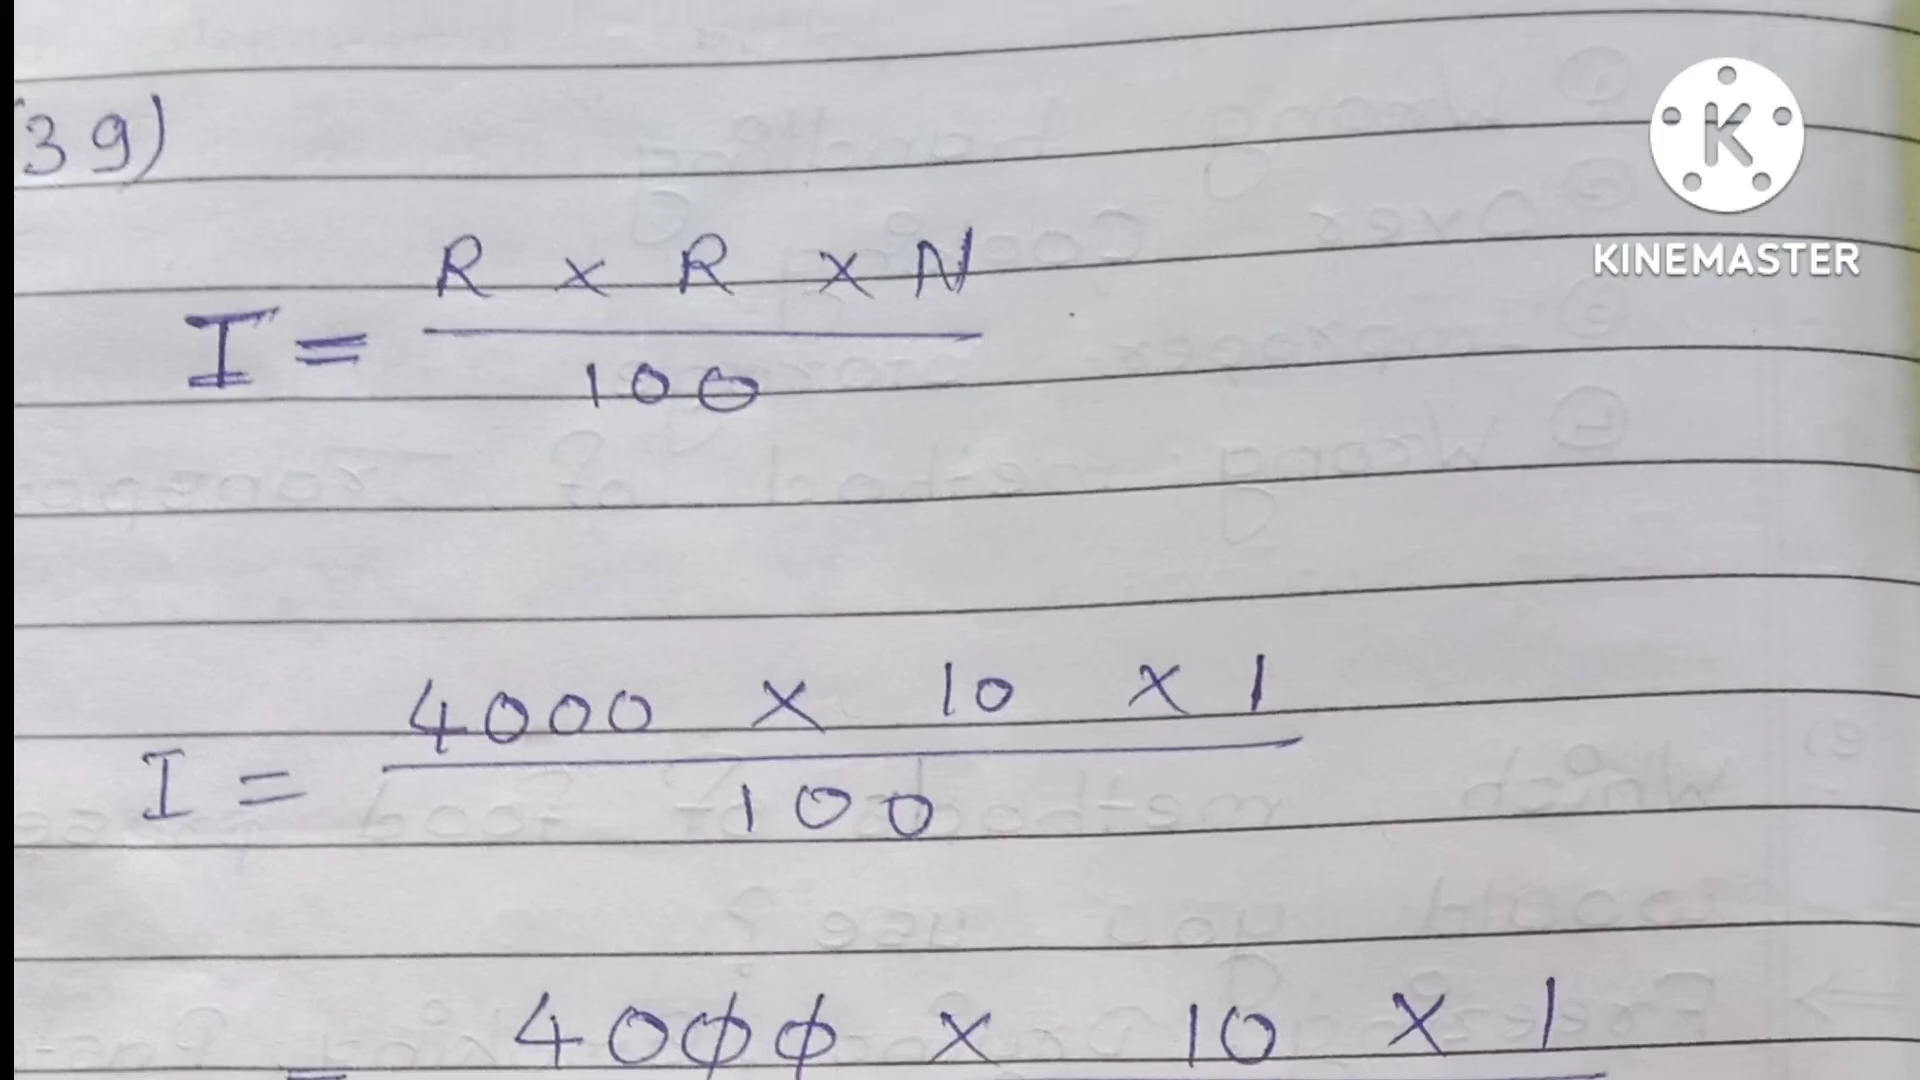 39)
I = R x R x N
100
KINEMASTER
I = 4000 x 10 x 1
100
= 4000 x 10 x 1